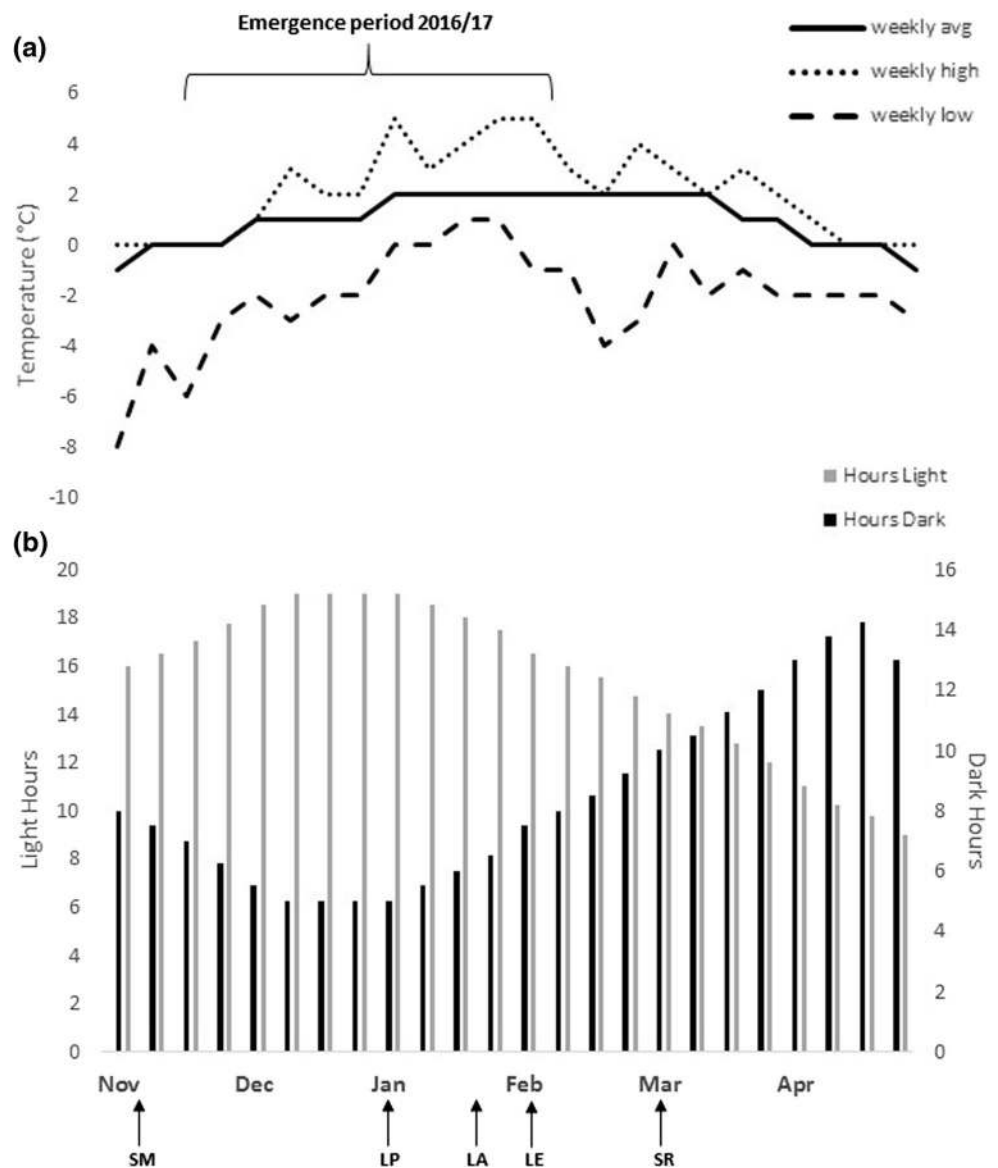 Emergence period 2016/17
(a)
weekly avg
weekly high
weekly low
6
4
2
0
-2
-4
-6
-8
-10
Temperature (°C)
Hours Light
Hours Dark
(b)
20
18
16
14
12
10
8
6
4
2
0
Light Hours
16
14
12
10
8
6
4
2
0
Dark Hours
Nov Dec Jan Feb Mar Apr
SM LP LA LE SR